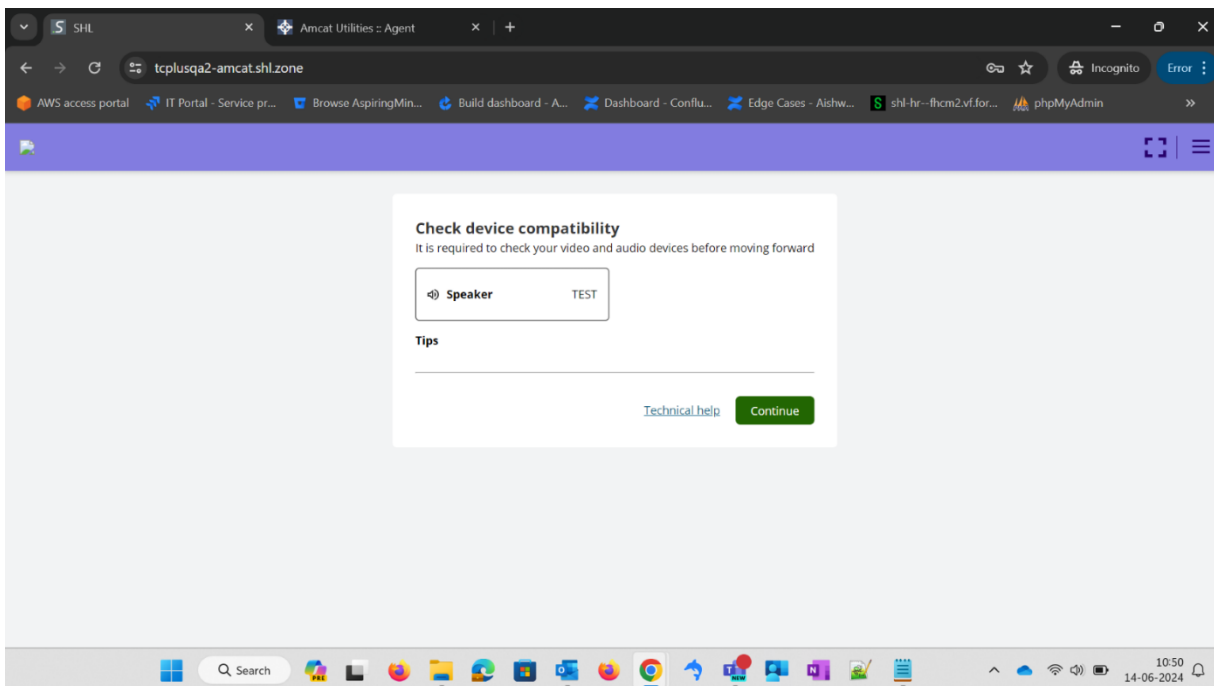 SHL
Amcat Utilities :: Agent
tcplusqa2-amcat.shl.zone
Incognito
Error
AWS access portal
IT Portal - Service pr...
Browse AspiringMin...
Build dashboard - A...
Dashboard - Conflu...
Edge Cases - Aishw...
shl-hr--fhcm2.vf.for...
phpMyAdmin
Check device compatibility
It is required to check your video and audio devices before moving forward
Speaker TEST
Tips
Technical help Continue
Search
10:50
14-06-2024